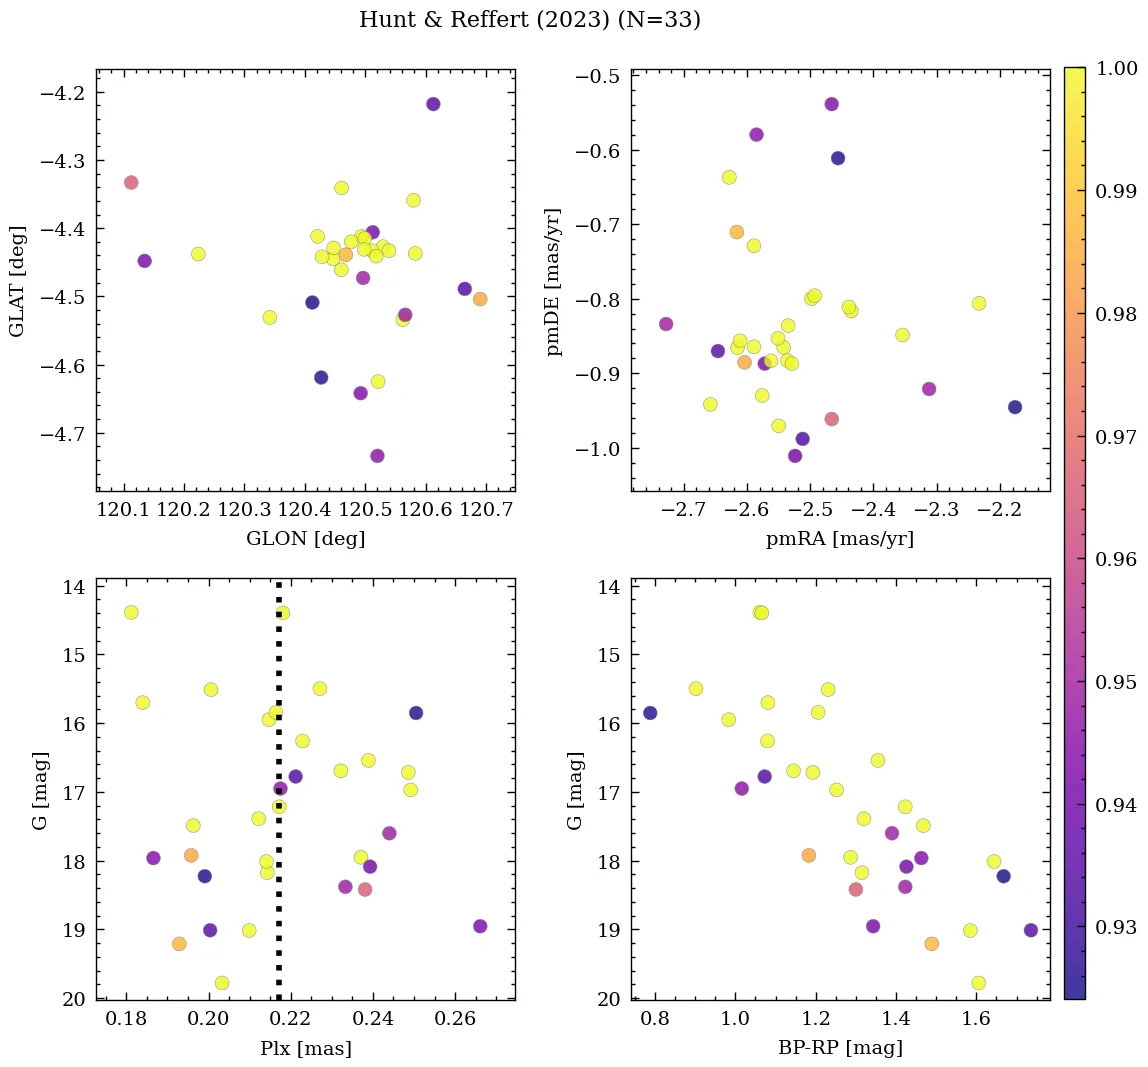 Hunt & Reffert (2023) (N=33)
−4.2
−4.3
−4.4
−4.5
−4.6
−4.7
GLAT [deg]
120.1 120.2 120.3 120.4 120.5 120.6 120.7
GLON [deg]
−0.5
−0.6
−0.7
−0.8
−0.9
−1.0
pmDE [mas/yr]
−2.7 −2.6 −2.5 −2.4 −2.3 −2.2
pmRA [mas/yr]
14
15
16
17
18
19
20
G [mag]
0.18 0.20 0.22 0.24 0.26
Plx [mas]
14
15
16
17
18
19
20
G [mag]
0.8 1.0 1.2 1.4 1.6
BP-RP [mag]
1.00
0.99
0.98
0.97
0.96
0.95
0.94
0.93